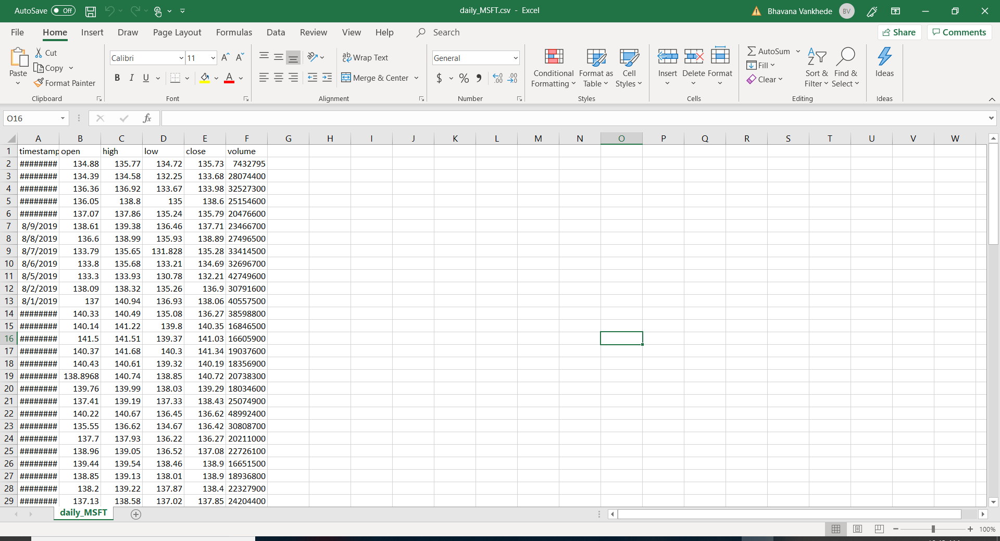 AutoSave Off daily_MSFT.csv - Excel Bhavana Vankhede BV
File Home Insert Draw Page Layout Formulas Data Review View Help Search Share Comments
Paste Cut Copy Format Painter Clipboard
Calibri 11 A A B I U A Font
ab Wrap Text Merge & Center Alignment
General $ % 9 .00 .00 Number
Conditional Formatting Format as Table Cell Styles Styles
Insert Delete Format Cells
AutoSum Fill Clear Sort & Filter Find & Select Editing
Ideas Ideas
O16 fx
A B C D E F G H I J K L M N O P Q R S T U V W
1 timestamp open high low close volume
2 ######## 134.88 135.77 134.72 135.73 7432795
3 ######## 134.39 134.58 132.25 133.68 28074400
4 ######## 136.36 136.92 133.67 133.98 32527300
5 ######## 136.05 138.8 135 138.6 25154600
6 ######## 137.07 137.86 135.24 135.79 20476600
7 8/9/2019 138.61 139.38 136.46 137.71 23466700
8 8/8/2019 136.6 138.99 135.93 138.89 27496500
9 8/7/2019 133.79 135.65 131.828 135.28 33414500
10 8/6/2019 133.8 135.68 133.21 134.69 32696700
11 8/5/2019 133.3 133.93 130.78 132.21 42749600
12 8/2/2019 138.09 138.32 135.26 136.9 30791600
13 8/1/2019 137 140.94 136.93 138.06 40557500
14 ######## 140.33 140.49 135.08 136.27 38598800
15 ######## 140.14 141.22 139.8 140.35 16846500
16 ######## 141.5 141.51 139.37 141.03 16605900
17 ######## 140.37 141.68 140.3 141.34 19037600
18 ######## 140.43 140.61 139.32 140.19 18356900
19 ######## 138.8968 140.74 138.85 140.72 20738300
20 ######## 139.76 139.99 138.03 139.29 18034600
21 ######## 137.41 139.19 137.33 138.43 25074900
22 ######## 140.22 140.67 136.45 136.62 48992400
23 ######## 135.55 136.62 134.67 136.42 30808700
24 ######## 137.7 137.93 136.22 136.27 20211000
25 ######## 138.96 139.05 136.52 137.08 22726100
26 ######## 139.44 139.54 138.46 138.9 16651500
27 ######## 138.85 139.13 138.01 138.9 18936800
28 ######## 138.2 139.22 137.87 138.4 22327900
29 ######## 137.13 138.58 137.02 137.85 24204400
daily_MSFT
100%